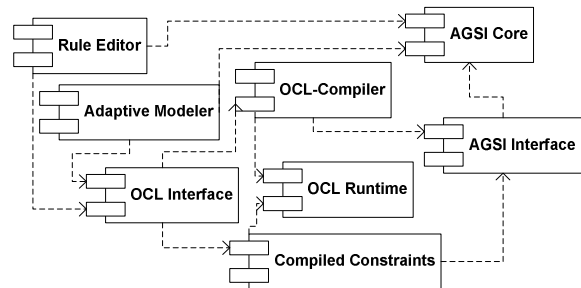 Rule Editor
AGSI Core
Adaptive Modeler
OCL-Compiler
AGSI Interface
OCL Interface
OCL Runtime
Compiled Constraints